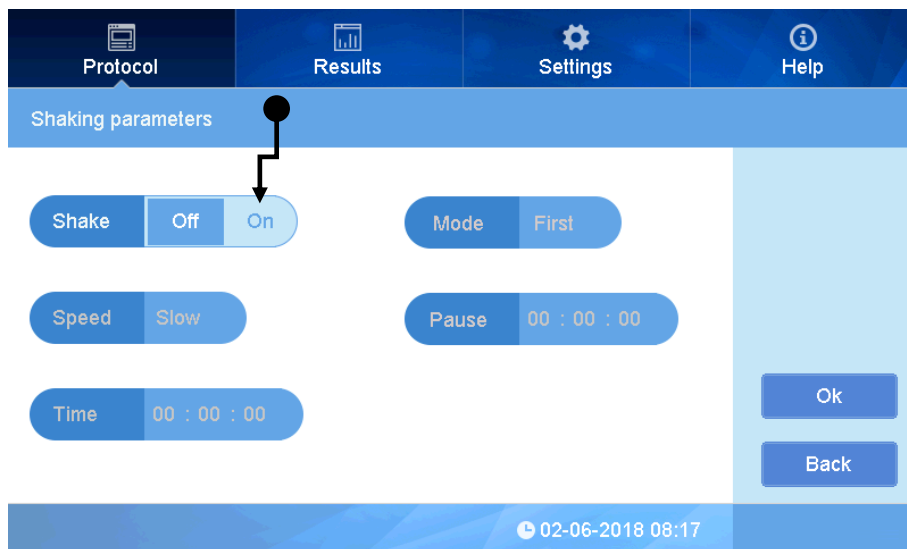 Protocol Results Settings Help
Shaking parameters
Shake Off On Mode First
Speed Slow Pause 00 : 00 : 00
Time 00 : 00 : 00
Ok
Back
02-06-2018 08:17